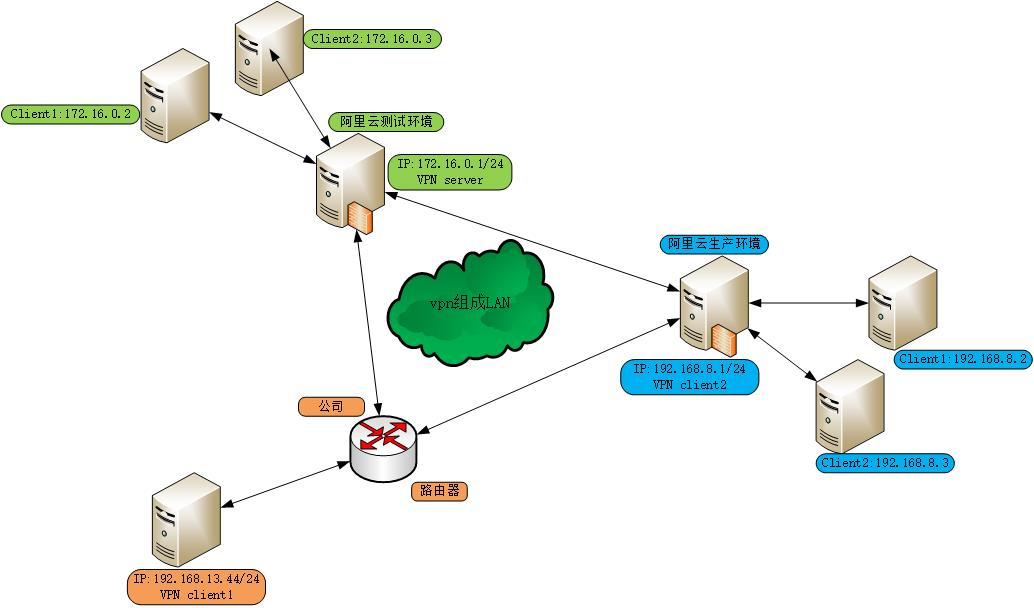 Client2:172.16.0.3
Client1:172.16.0.2
阿里云测试环境
IP:172.16.0.1/24
VPN server
阿里云生产环境
vpn组成LAN
Client1:192.168.8.2
IP:192.168.8.1/24
VPN client2
公司
Client2:192.168.8.3
路由器
IP:192.168.13.44/24
VPN client1